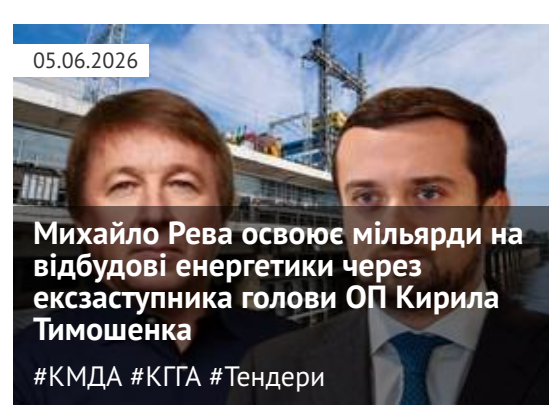 05.06.2026
Михайло Рева освоює мільярди на
відбудові енергетики через
ексзаступника голови ОП Кирила
Тимошенка
#КМДА #КГГА #Тендери